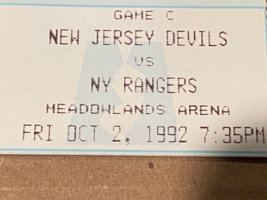 GAME C
NEW JERSEY DEVILS
VS
NY RANGERS
MEADOWLANDS ARENA
FRI OCT 2, 1992 7:35PM